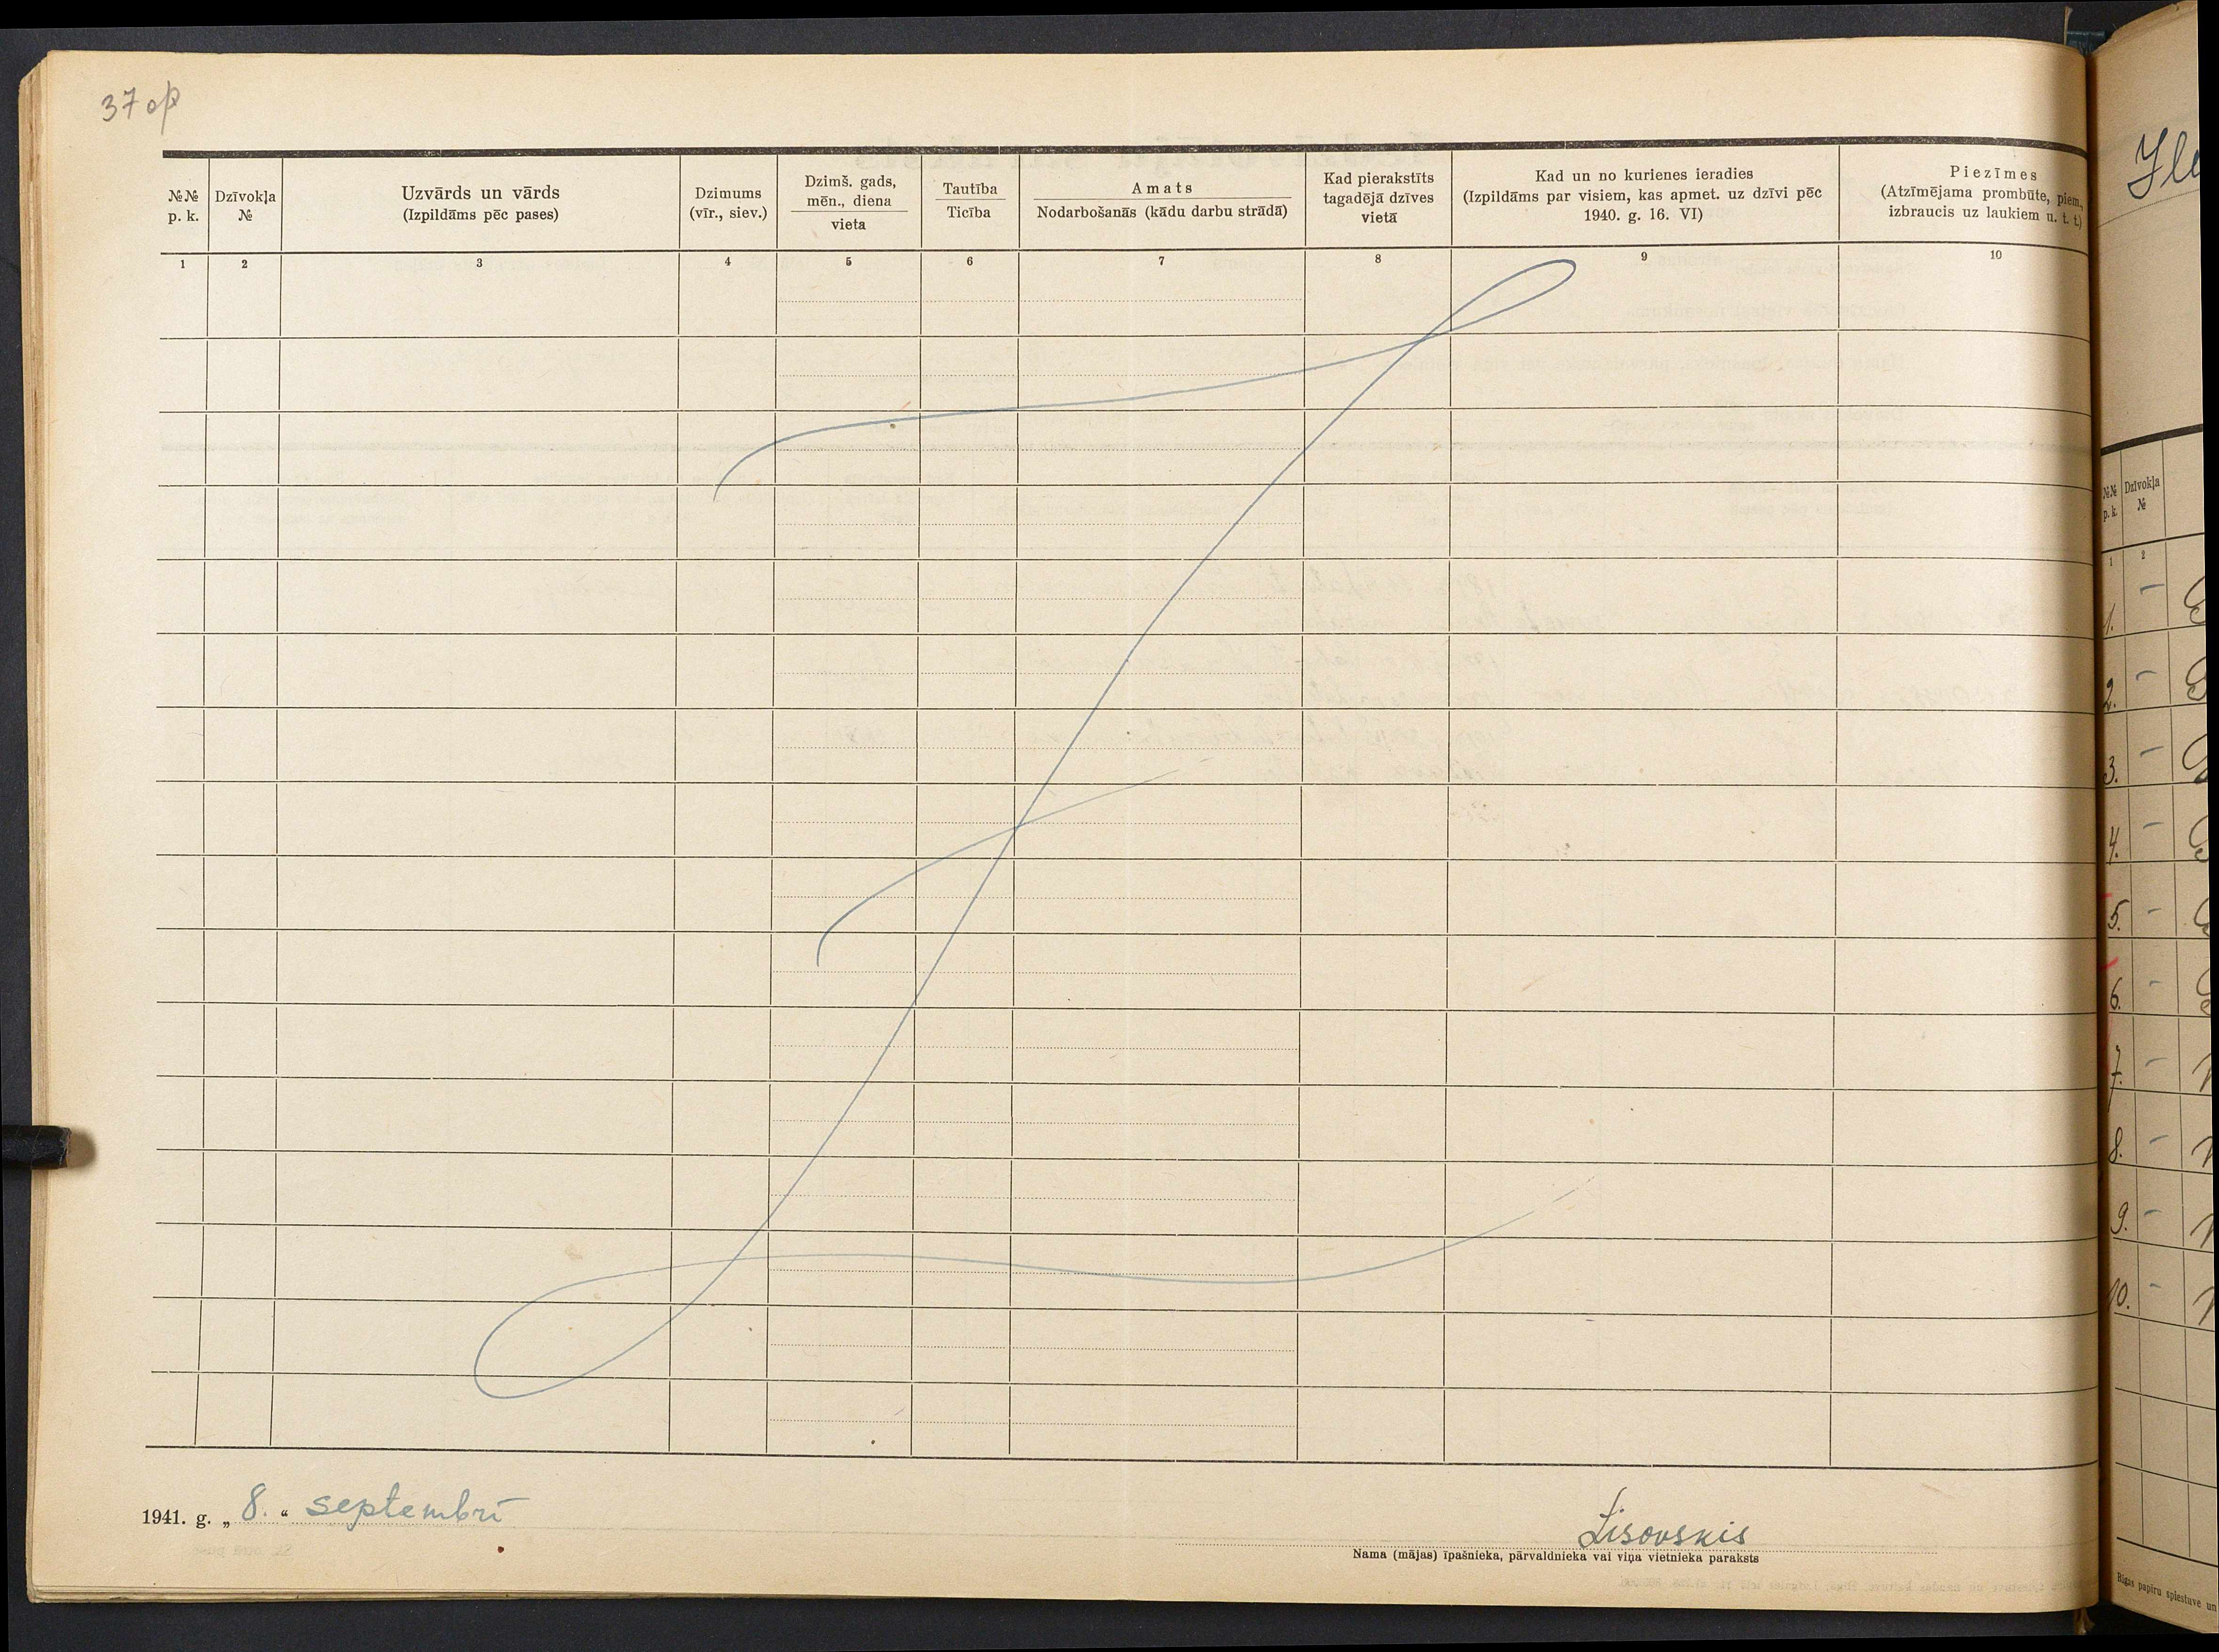 37 op
№№ p. k.
Dzīvokļa №
Uzvārds un vārds
(Izpildāms pēc pases)
Dzimums
(vīr., siev.)
Dzimš. gads,
mēn., diena
vieta
Tautība
Ticība
Amats
Nodarbošanās (kādu darbu strādā)
Kad pierakstīts
tagadējā dzīves
vietā
Kad un no kurienes ieradies
(Izpildāms par visiem, kas apmet. uz dzīvi pēc
1940. g. 16. VI)
Piezīmes
(Atzīmējama prombūte, piem,
izbraucis uz laukiem u. t. t.)
1 2 3 4 5 6 7 8 9 10
1941. g. „ 8. “ septembrī
Lisovskis
Nama (mājas) īpašnieka, pārvaldnieka vai viņa vietnieka paraksts
№№ p. k.
Dzīvokļa №
1 2
1. –
2. –
3. –
4. –
5. –
6. –
7. –
8. –
9. –
10. –
Rīgas papīru spiestuve un